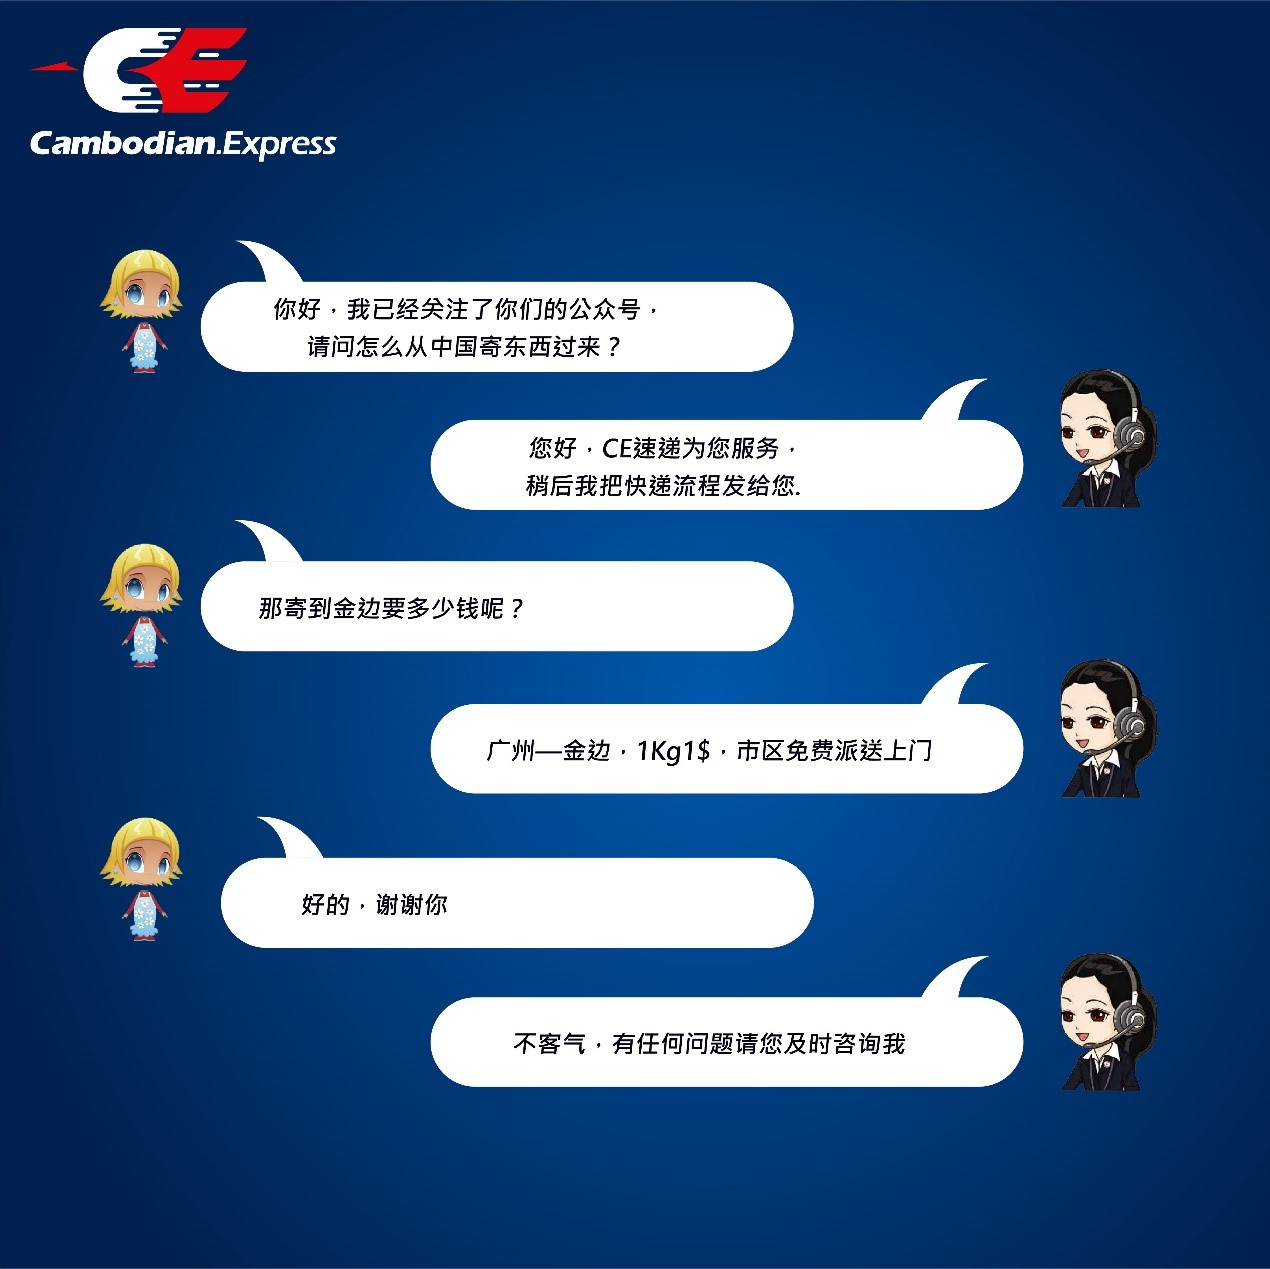 CE
Cambodian.Express
你好，我已经关注了你们的公众号，
请问怎么从中国寄东西过来？
您好，CE速递为您服务，
稍后我把快递流程发给您.
那寄到金边要多少钱呢？
广州—金边，1Kg1$，市区免费派送上门
好的，谢谢你
不客气，有任何问题请您及时咨询我